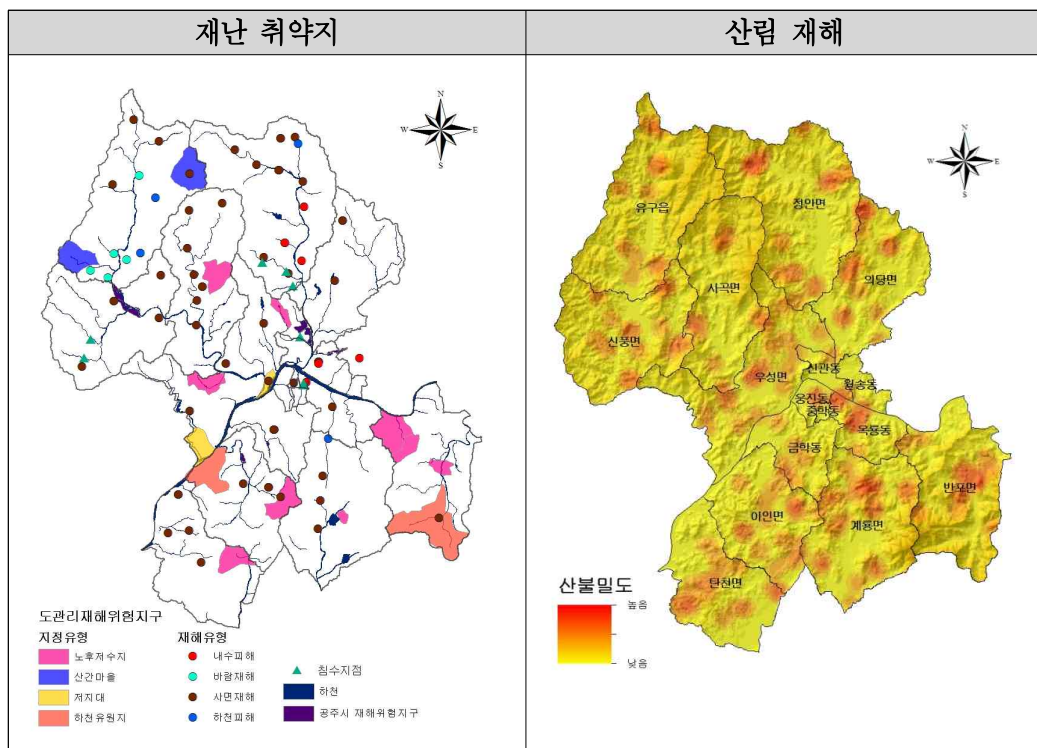 재난 취약지
산림 재해
N
W E
S
N
W E
S
유구읍
정안면
의당면
사곡면
신풍면
우성면
신관동
월송동
웅진동
중학동
옥룡동
금학동
반포면
이인면
계룡면
탄천면
도관리재해위험지구
지정유형
노후저수지
산간마을
저지대
하천유원지
재해유형
내수피해
바람재해
사면재해
하천피해
침수지점
하천
공주시 재해위험지구
산불밀도
높음
낮음